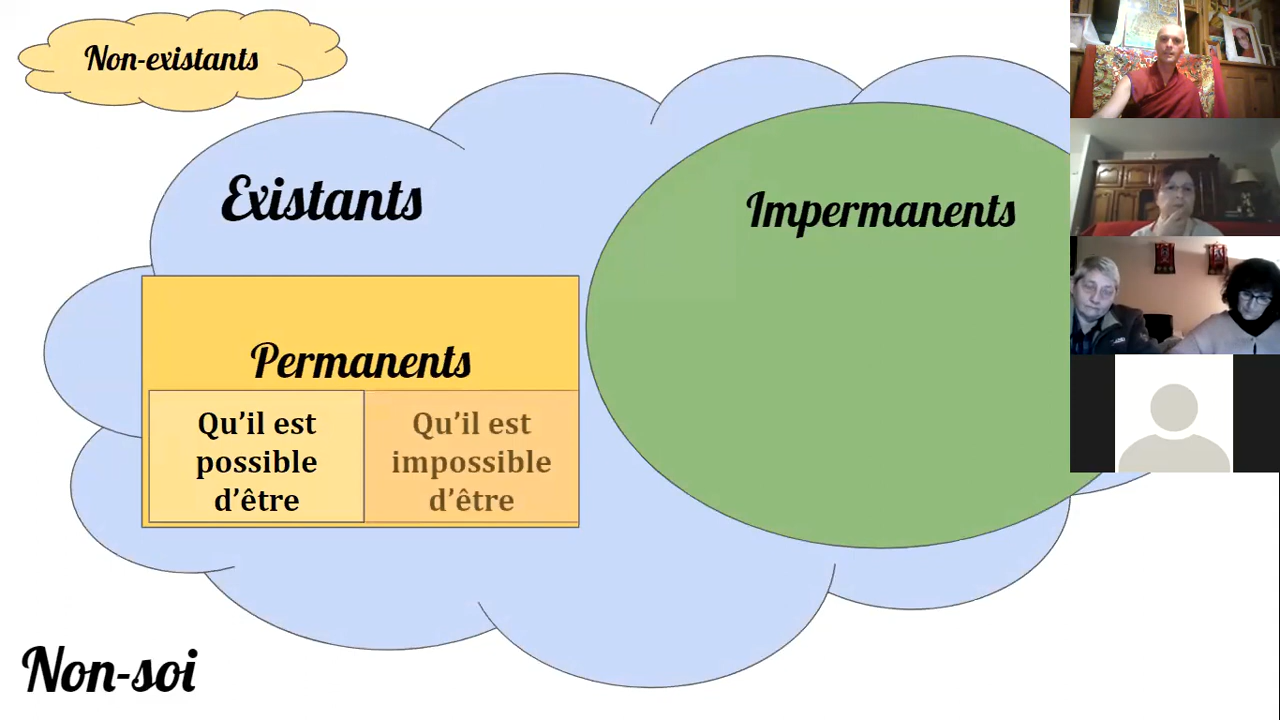 Non-existants
Existants
Impermanents
Permanents
Qu’il est
possible
d’être
Qu’il est
impossible
d’être
Non-soi